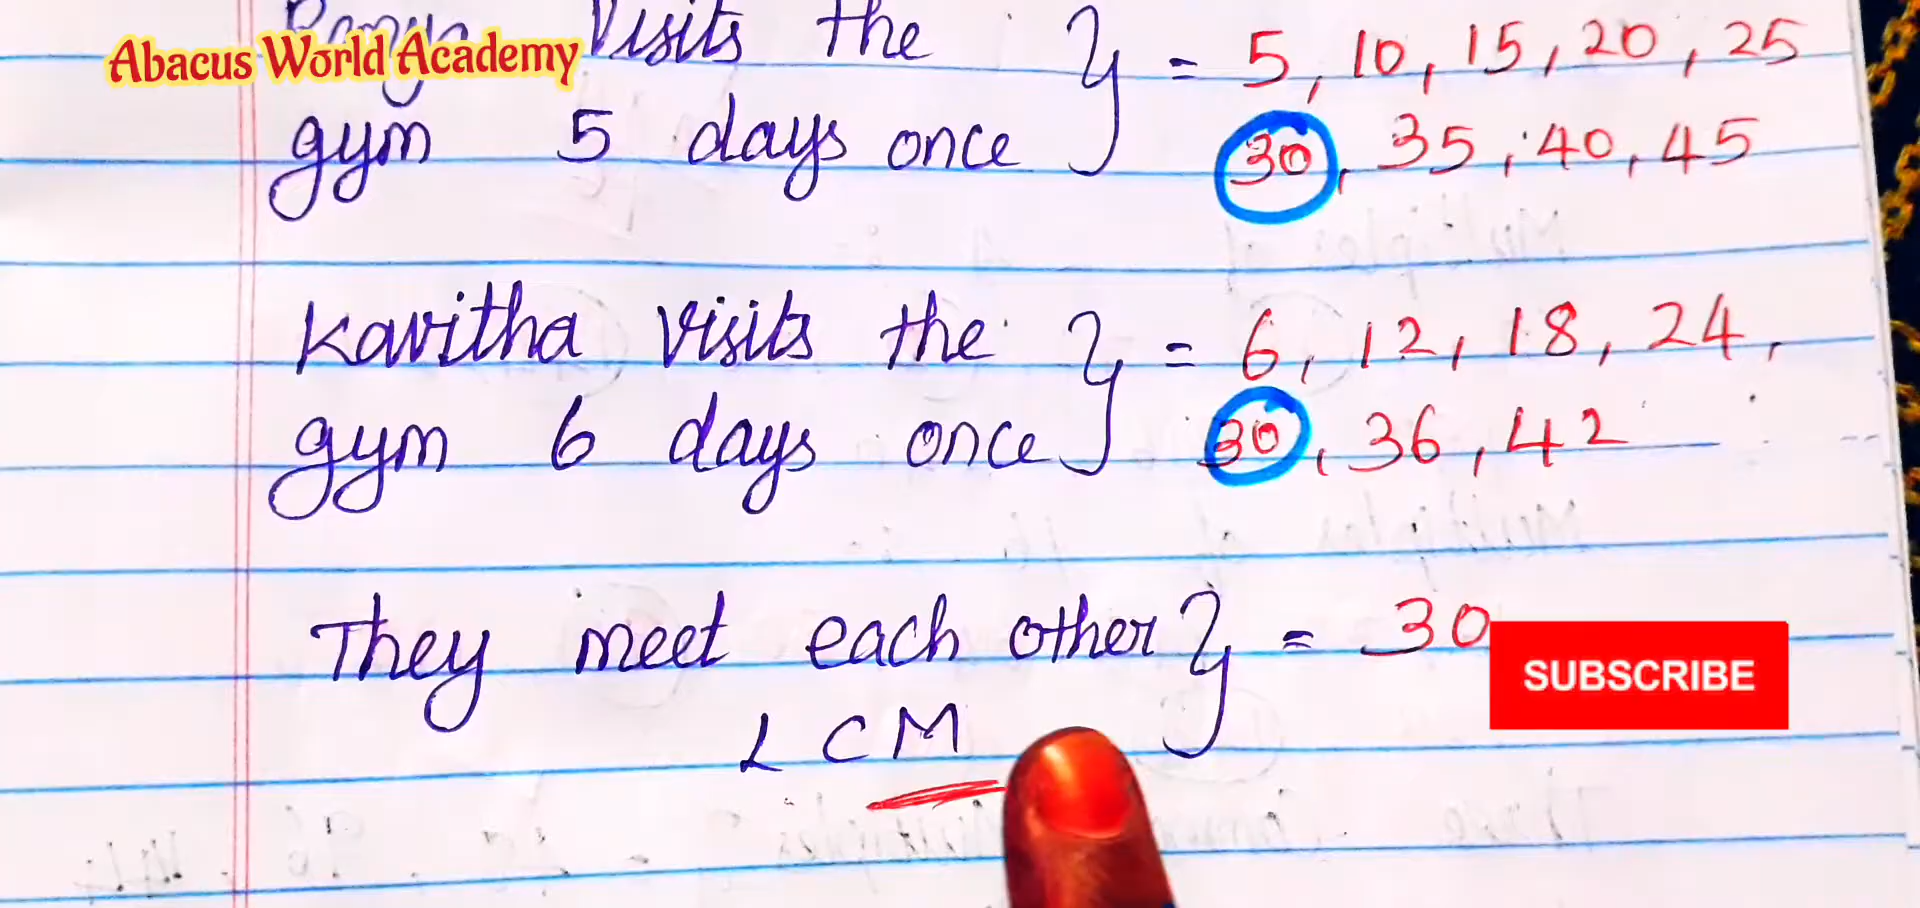 Abacus World Academy
Visits the } = 5, 10, 15, 20, 25
gym 5 days once 30, 35, 40, 45
Kavitha visits the } = 6, 12, 18, 24,
gym 6 days once 30, 36, 42
They meet each other } = 30
LCM
SUBSCRIBE